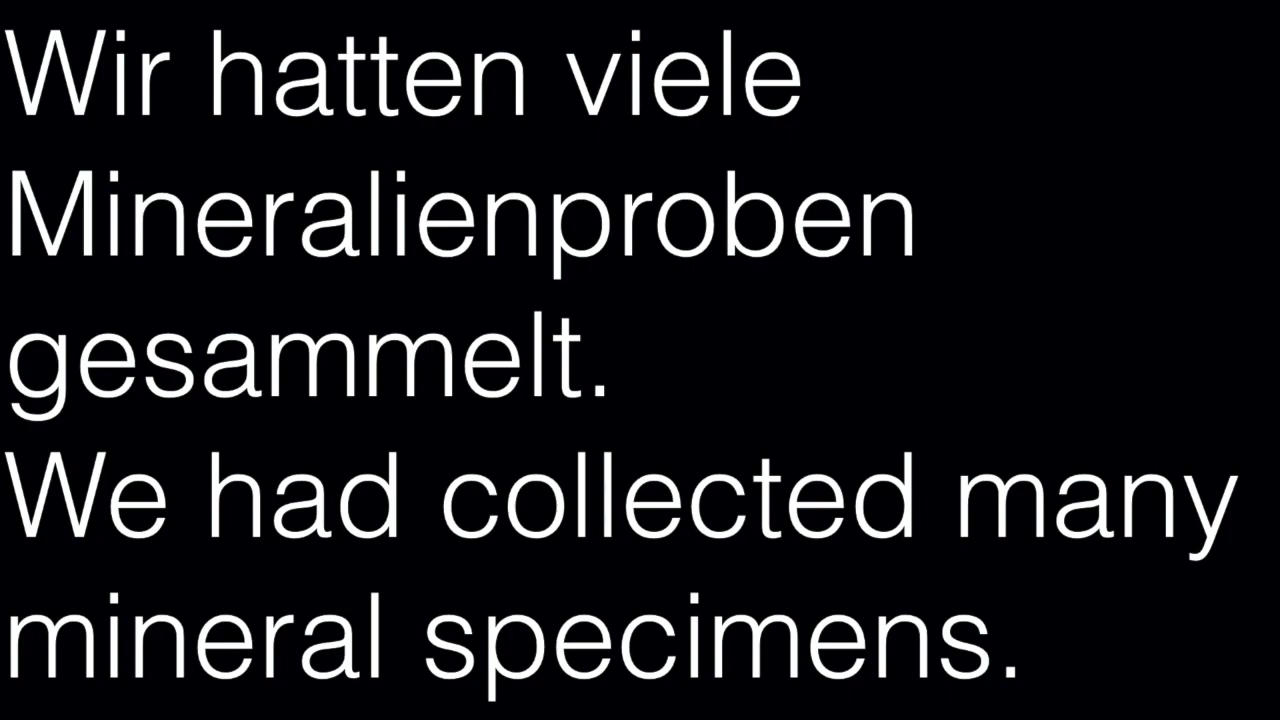 Wir hatten viele
Mineralienproben
gesammelt.
We had collected many
mineral specimens.